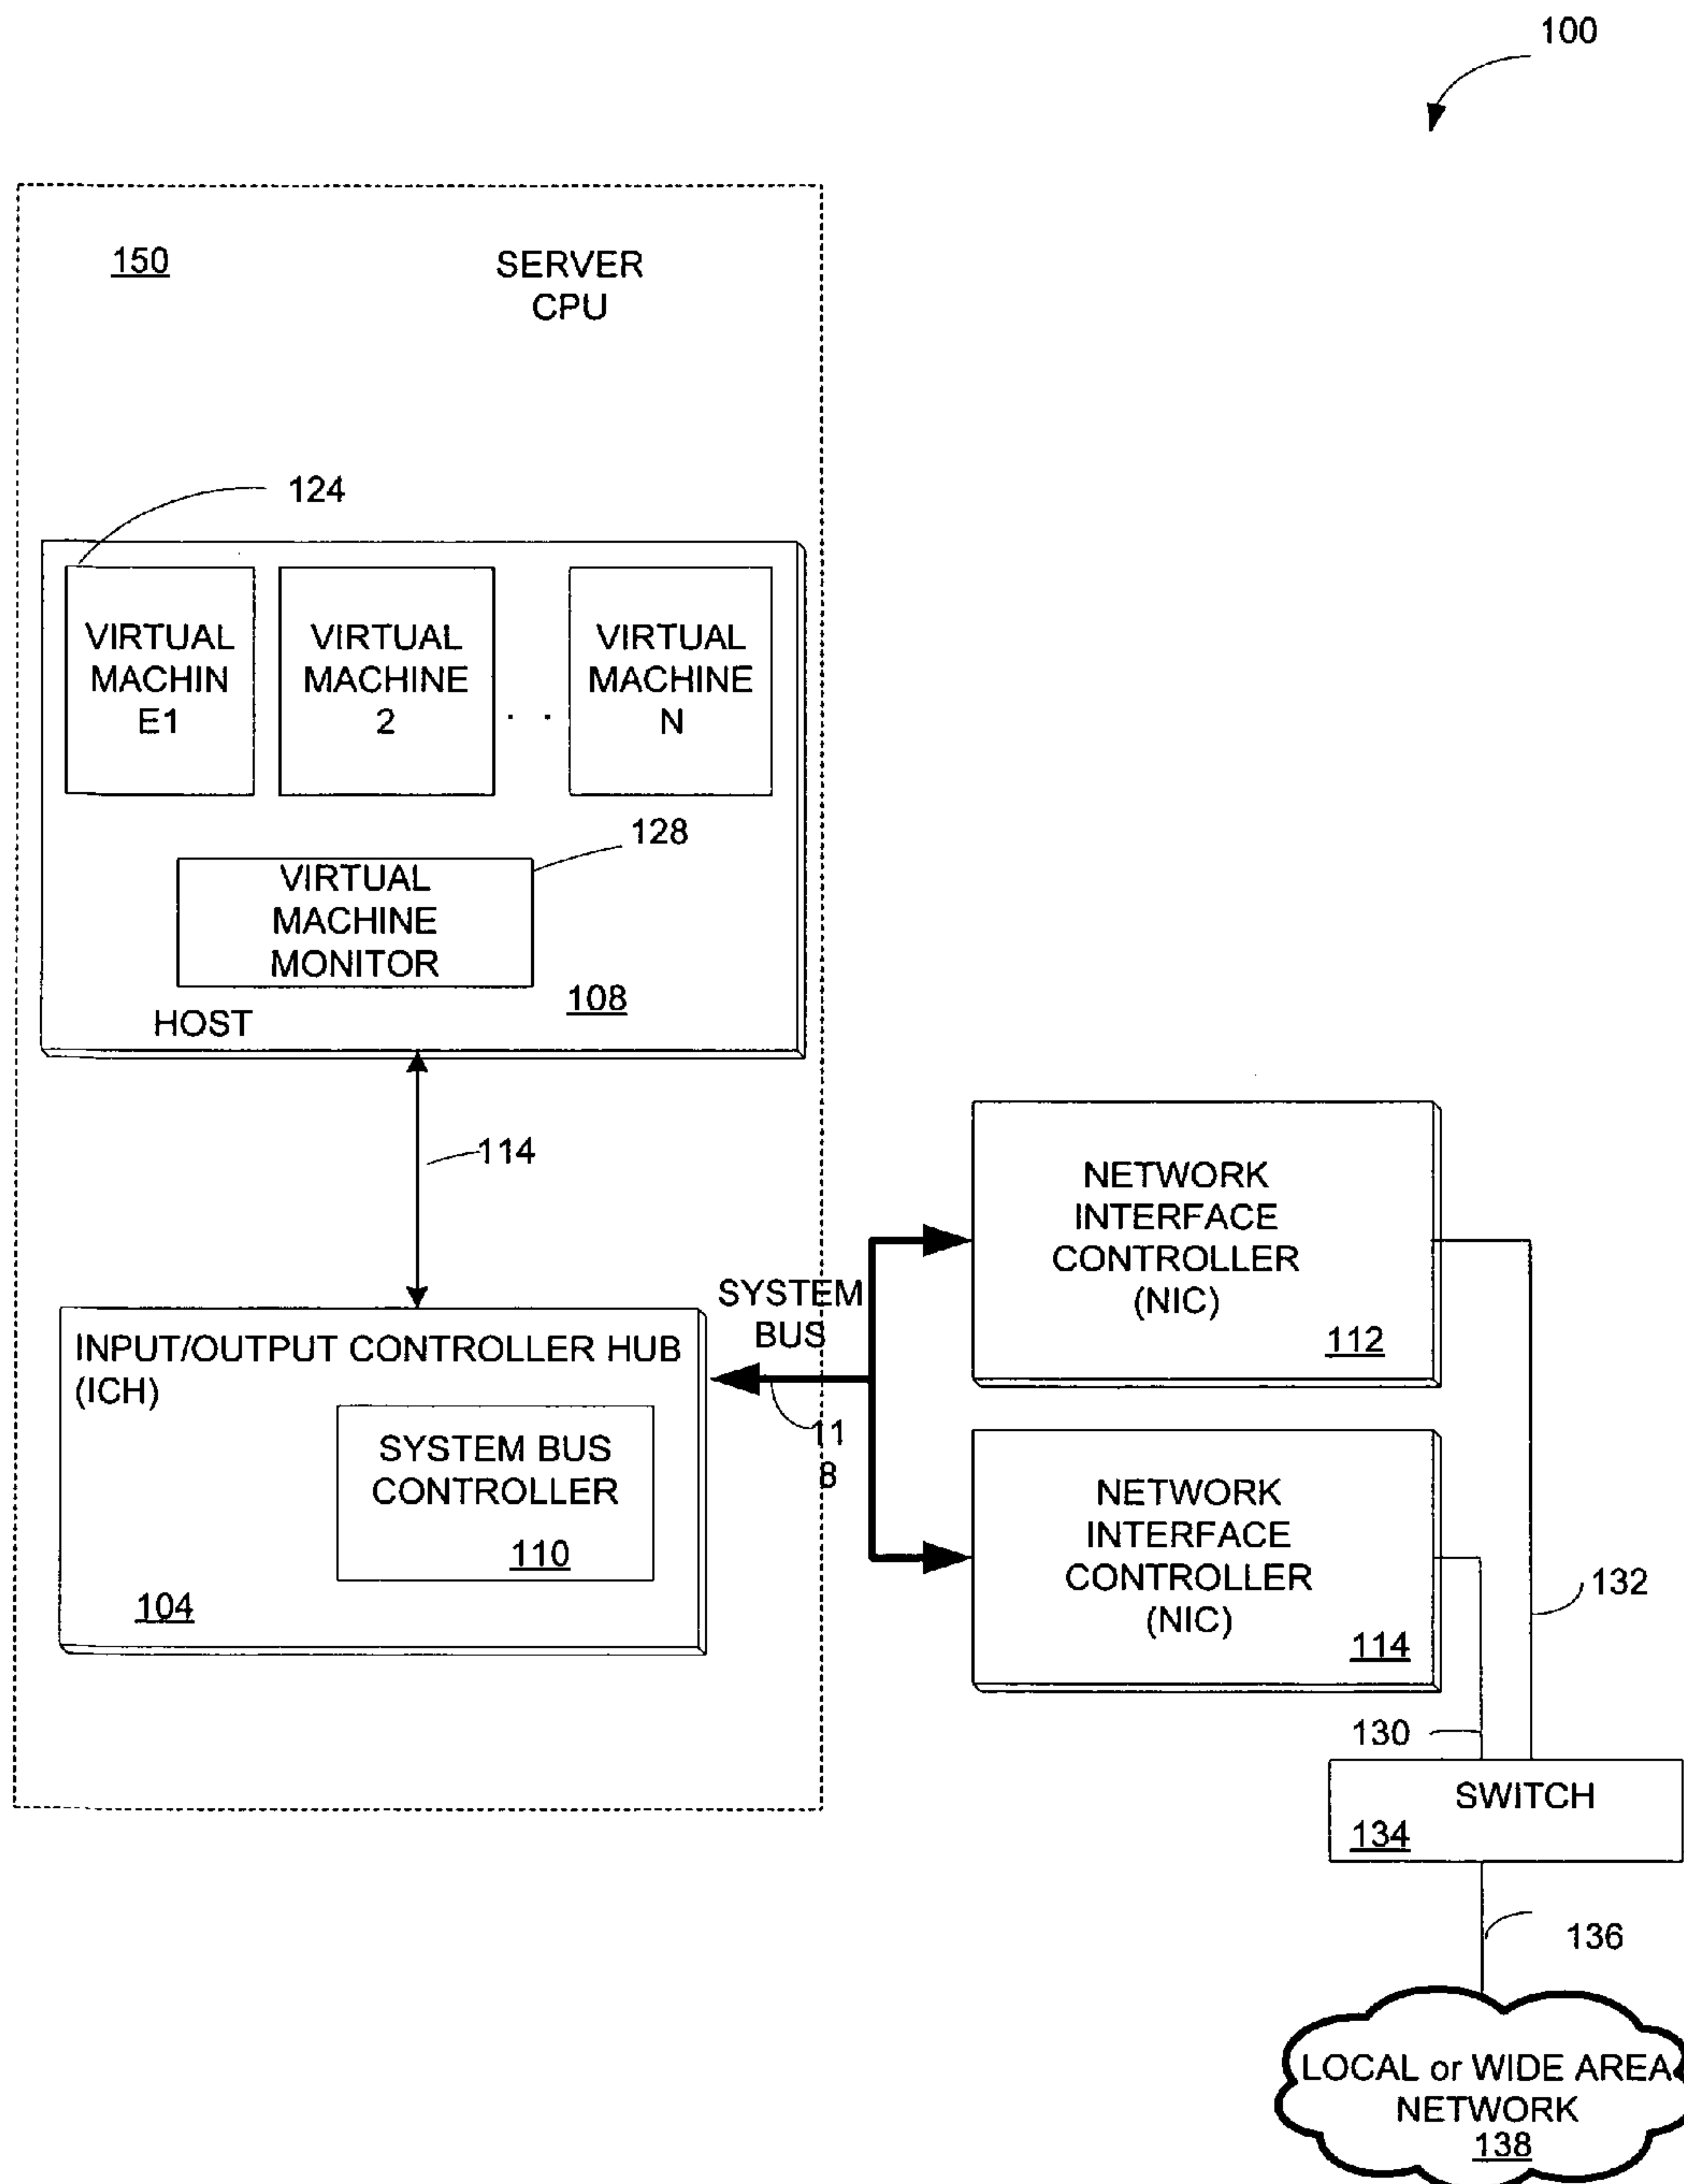 100
150
SERVER
CPU
124
VIRTUAL
MACHIN
E1
VIRTUAL
MACHINE
2
. .
VIRTUAL
MACHINE
N
128
VIRTUAL
MACHINE
MONITOR
108
HOST
114
NETWORK
INTERFACE
CONTROLLER
(NIC)
112
SYSTEM
BUS
INPUT/OUTPUT CONTROLLER HUB
(ICH)
11
8
SYSTEM BUS
CONTROLLER
110
104
NETWORK
INTERFACE
CONTROLLER
(NIC)
114
132
130
SWITCH
134
136
LOCAL or WIDE AREA
NETWORK
138